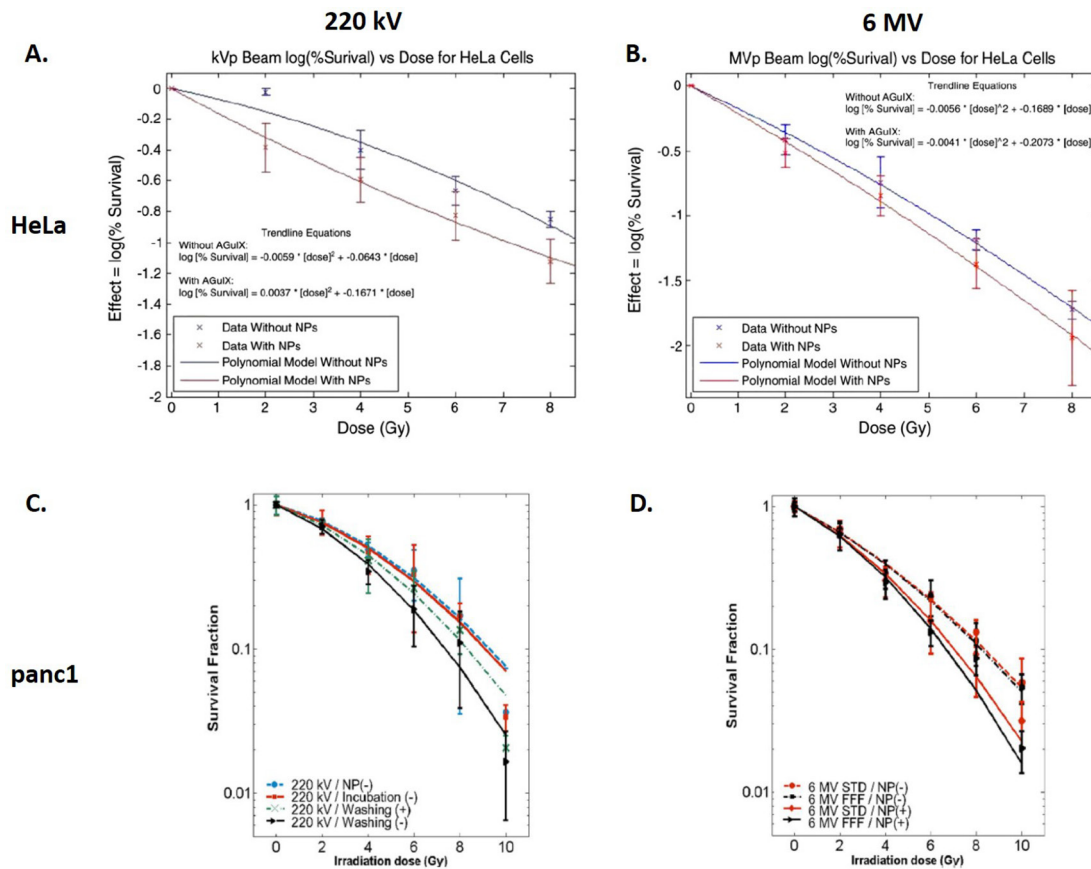 220 kV
6 MV
A.
kVp Beam log(%Surival) vs Dose for HeLa Cells
0
-0.2
-0.4
-0.6
-0.8
-1
-1.2
-1.4
-1.6
-1.8
-2
Effect = log(% Survival)
Trendline Equations
Without AGuIX:
log [% Survival] = -0.0059 * [dose]² + -0.0643 * [dose]
With AGuIX:
log [% Survival] = 0.0037 * [dose]² + -0.1671 * [dose]
Data Without NPs
Data With NPs
Polynomial Model Without NPs
Polynomial Model With NPs
0 1 2 3 4 5 6 7 8
Dose (Gy)
B.
MVp Beam log(%Surival) vs Dose for HeLa Cells
0
-0.5
-1
-1.5
-2
Effect = log(% Survival)
Trendline Equations
Without AGuIX:
log [% Survival] = -0.0056 * [dose]^2 + -0.1689 * [dose]
With AGuIX:
log [% Survival] = -0.0041 * [dose]^2 + -0.2073 * [dose]
Data Without NPs
Data With NPs
Polynomial Model Without NPs
Polynomial Model With NPs
0 1 2 3 4 5 6 7 8
Dose (Gy)
HeLa
C.
1
0.1
0.01
Survival Fraction
220 kV / NP(-)
220 kV / Incubation (-)
220 kV / Washing (+)
220 kV / Washing (-)
0 2 4 6 8 10
Irradiation dose (Gy)
D.
1
0.1
0.01
Survival Fraction
6 MV STD / NP(-)
6 MV FFF / NP(-)
6 MV STD / NP(+)
6 MV FFF / NP(+)
0 2 4 6 8 10
Irradiation dose (Gy)
panc1